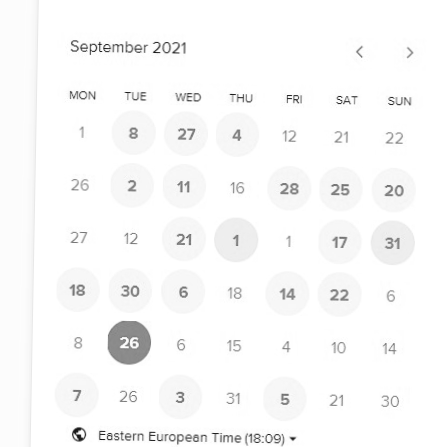 September 2021 < >
MON TUE WED THU FRI SAT SUN
1 8 27 4 12 21 22
26 2 11 16 28 25 20
27 12 21 1 1 17 31
18 30 6 18 14 22 6
8 26 6 15 4 10 14
7 26 3 31 5 21 30
Eastern European Time (18:09)